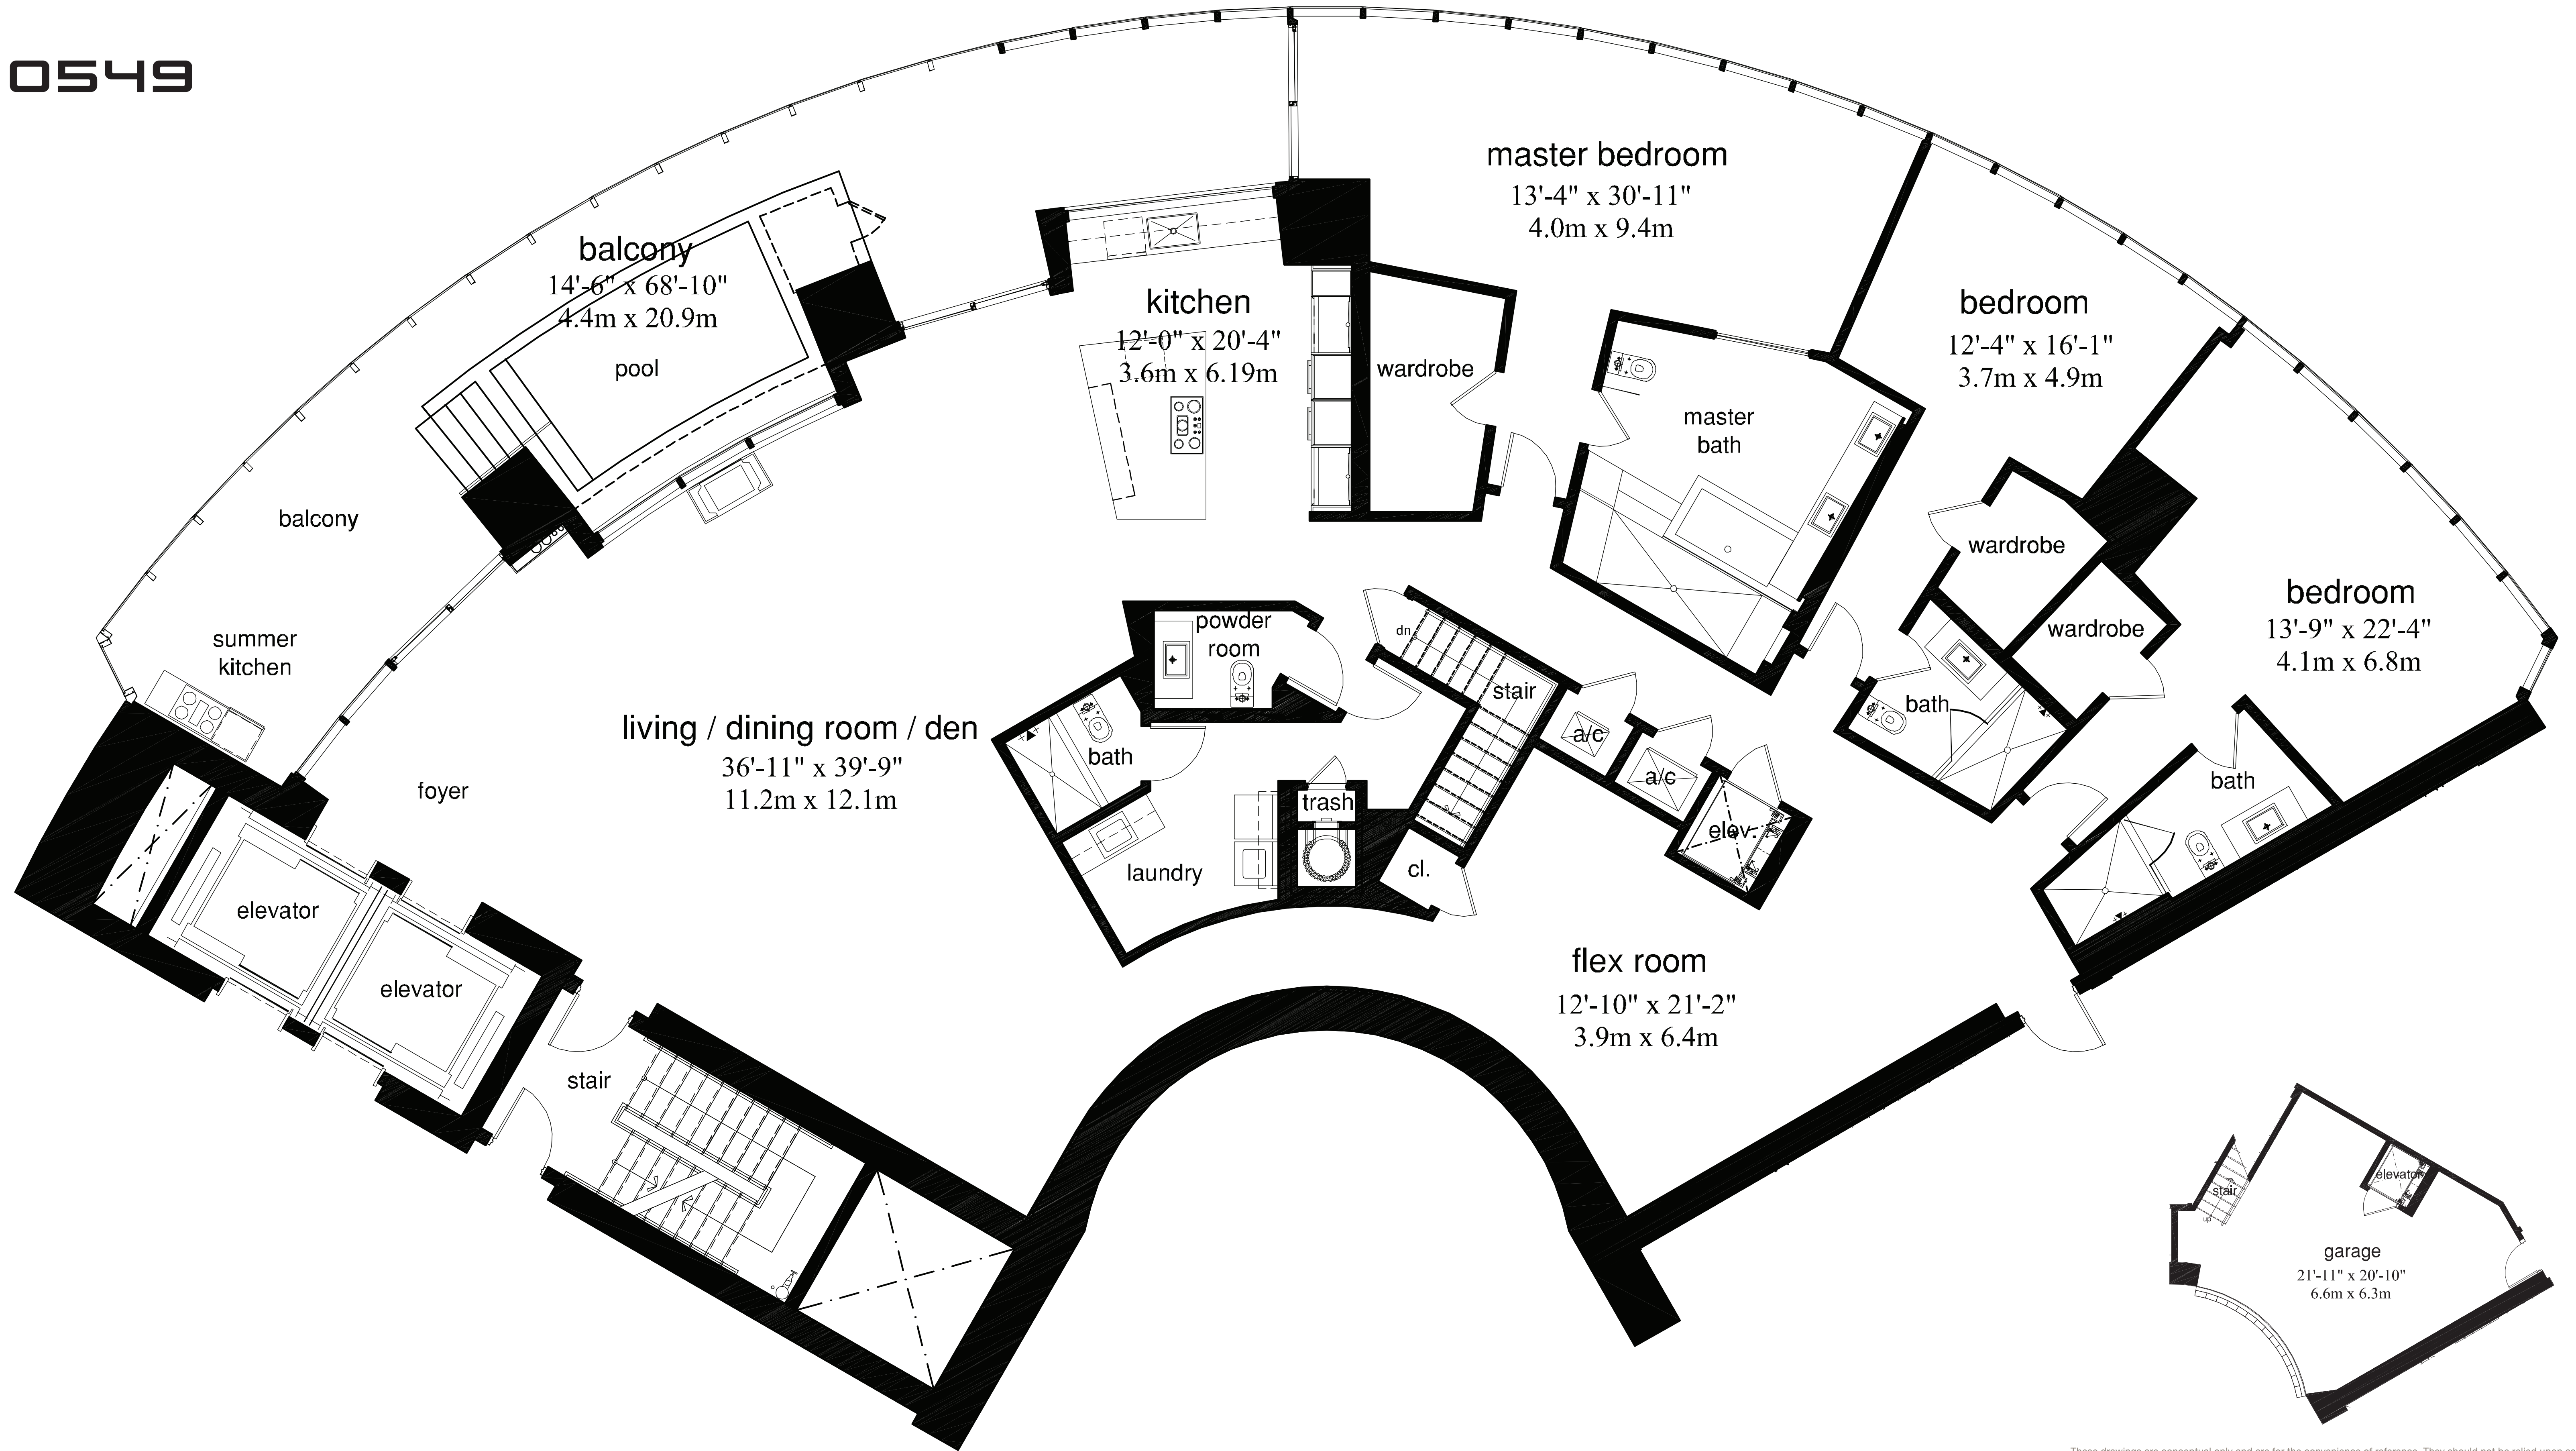 0549
master bedroom
13'-4" x 30'-11"
4.0m x 9.4m
balcony
14'-6" x 68'-10"
4.4m x 20.9m
pool
kitchen
12'-0" x 20'-4"
3.6m x 6.19m
wardrobe
master
bath
bedroom
12'-4" x 16'-1"
3.7m x 4.9m
balcony
wardrobe
wardrobe
bedroom
13'-9" x 22'-4"
4.1m x 6.8m
summer
kitchen
powder
room
dn
stair
bath
living / dining room / den
36'-11" x 39'-9"
11.2m x 12.1m
foyer
bath
a/c
a/c
elev.
trash
laundry
cl.
bath
elevator
elevator
flex room
12'-10" x 21'-2"
3.9m x 6.4m
stair
elevator
stair
up
garage
21'-11" x 20'-10"
6.6m x 6.3m